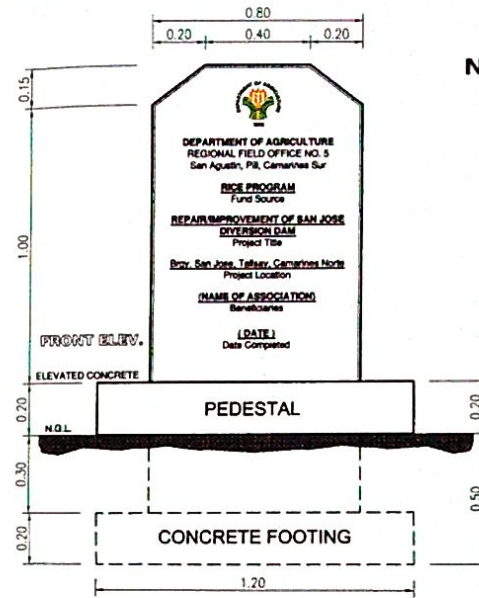 0.80
0.20 0.40 0.20
N
0.15
DEPARTMENT OF AGRICULTURE
DEPARTMENT OF AGRICULTURE
REGIONAL FIELD OFFICE NO. 5
San Agustin, Pili, Camarines Sur
RICE PROGRAM
Fund Source
REPAIR/IMPROVEMENT OF SAN JOSE
DIVERSION DAM
Project Title
Brgy. San Jose, Talisay, Camarines Norte
Project Location
(NAME OF ASSOCIATION)
Beneficiaries
( DATE )
Date Completed
1.00
FRONT ELEV.
ELEVATED CONCRETE
0.20
PEDESTAL
0.20
N.G.L.
0.30
0.50
0.20
CONCRETE FOOTING
1.20